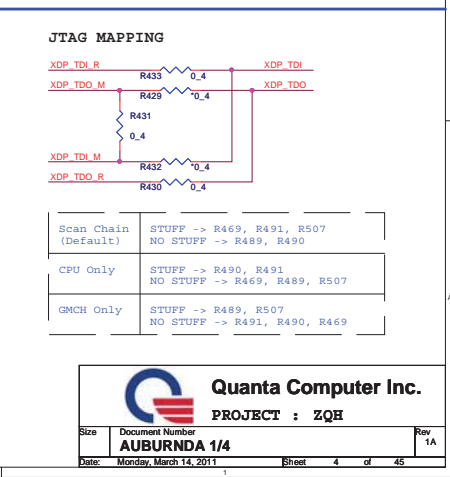 JTAG MAPPING
XDP_TDI_R XDP_TDI
R433 0_4
XDP_TDO_M XDP_TDO
R429 *0_4
R431
0_4
XDP_TDI_M
R432 *0_4
XDP_TDO_R
R430 0_4
Scan Chain STUFF -> R469, R491, R507
(Default) NO STUFF -> R489, R490
CPU Only STUFF -> R490, R491
NO STUFF -> R469, R489, R507
GMCH Only STUFF -> R489, R507
NO STUFF -> R491, R490, R469
Quanta Computer Inc.
PROJECT : ZQH
Size Document Number Rev
AUBURNDA 1/4 1A
Date: Monday, March 14, 2011 Sheet 4 of 45
1